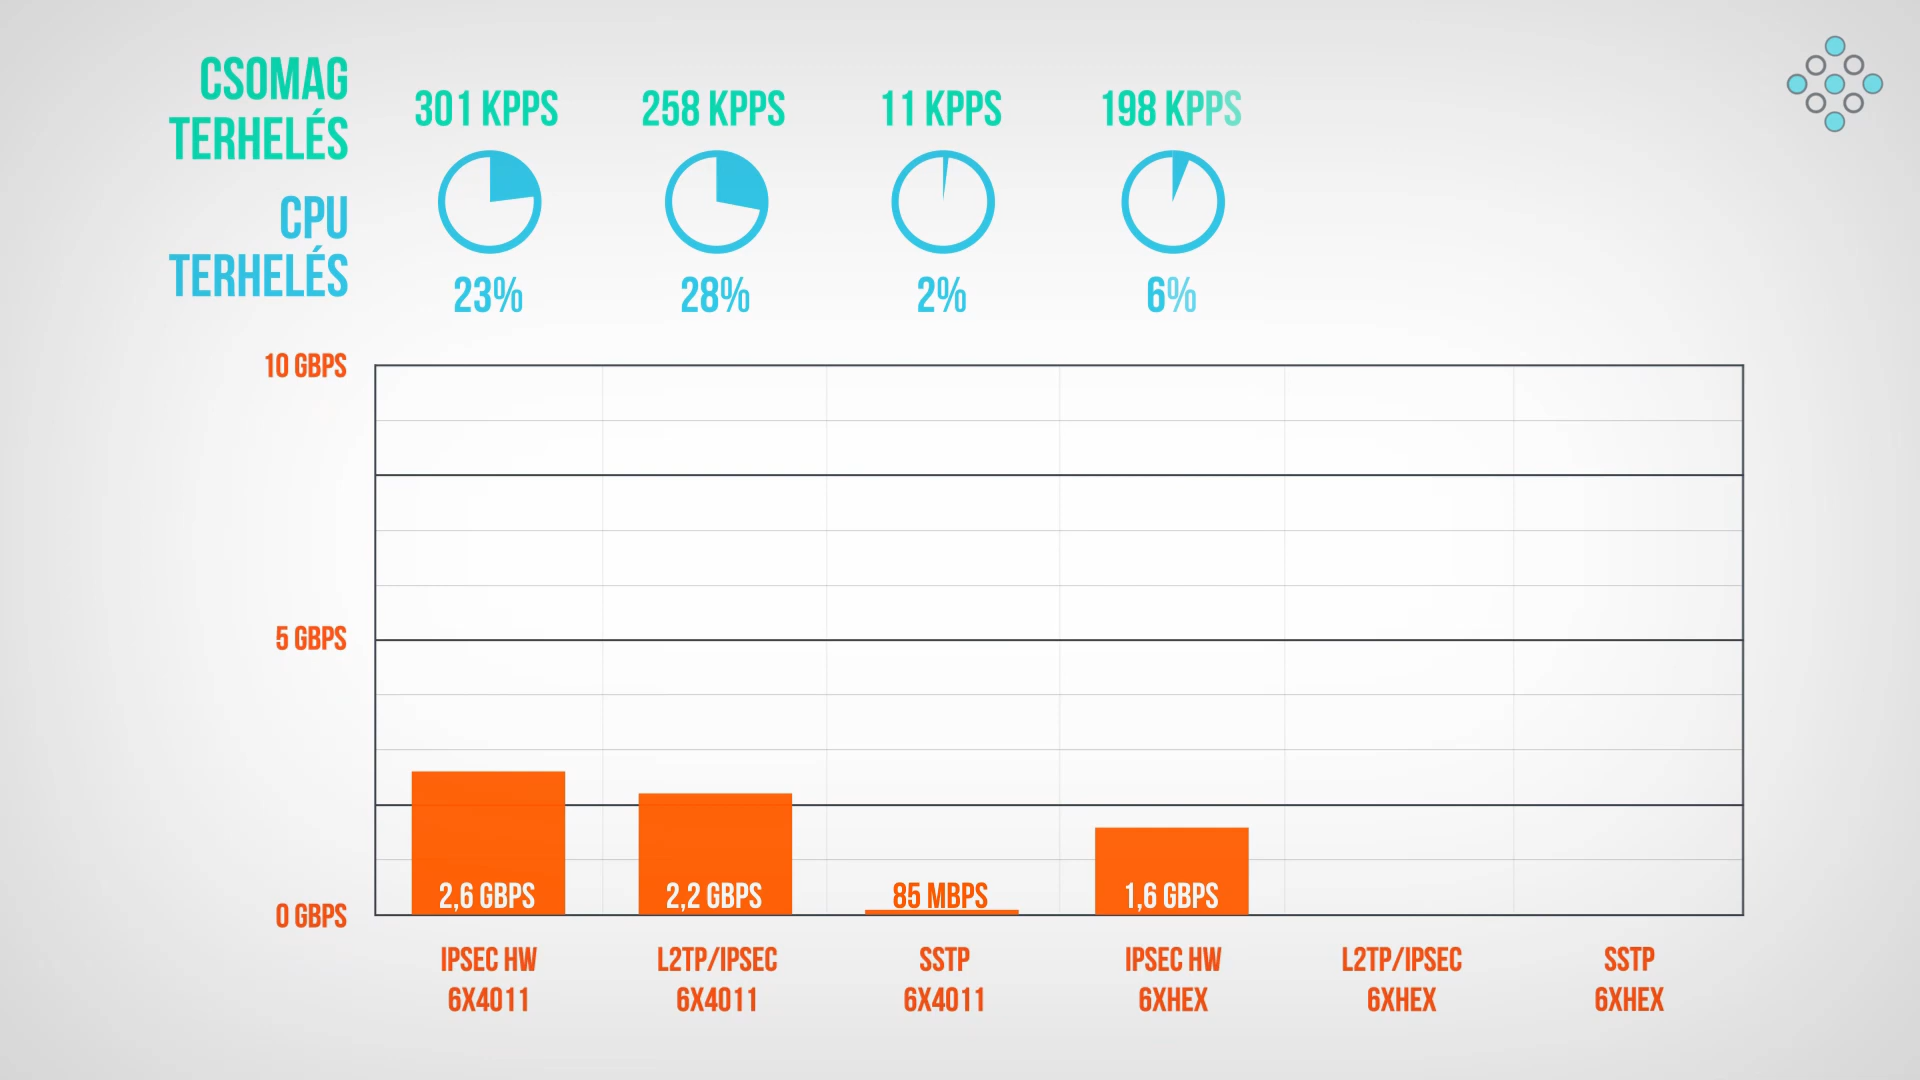 CSOMAG
TERHELÉS
301 KPPS
258 KPPS
11 KPPS
198 KPPS
CPU
TERHELÉS
23%
28%
2%
6%
10 GBPS
5 GBPS
0 GBPS
2,6 GBPS
2,2 GBPS
85 MBPS
1,6 GBPS
IPSEC HW
6X4011
L2TP/IPSEC
6X4011
SSTP
6X4011
IPSEC HW
6XHEX
L2TP/IPSEC
6XHEX
SSTP
6XHEX